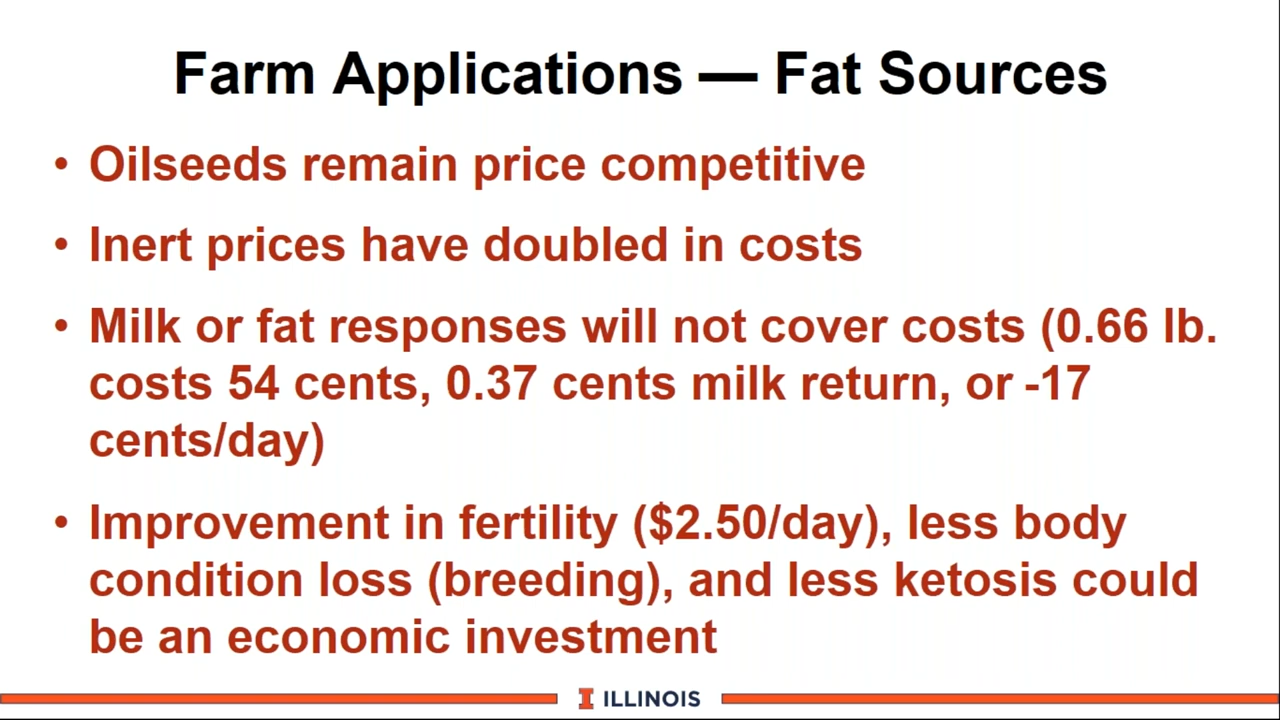 Farm Applications — Fat Sources
• Oilseeds remain price competitive
• Inert prices have doubled in costs
• Milk or fat responses will not cover costs (0.66 lb.
costs 54 cents, 0.37 cents milk return, or -17
cents/day)
• Improvement in fertility ($2.50/day), less body
condition loss (breeding), and less ketosis could
be an economic investment
I ILLINOIS